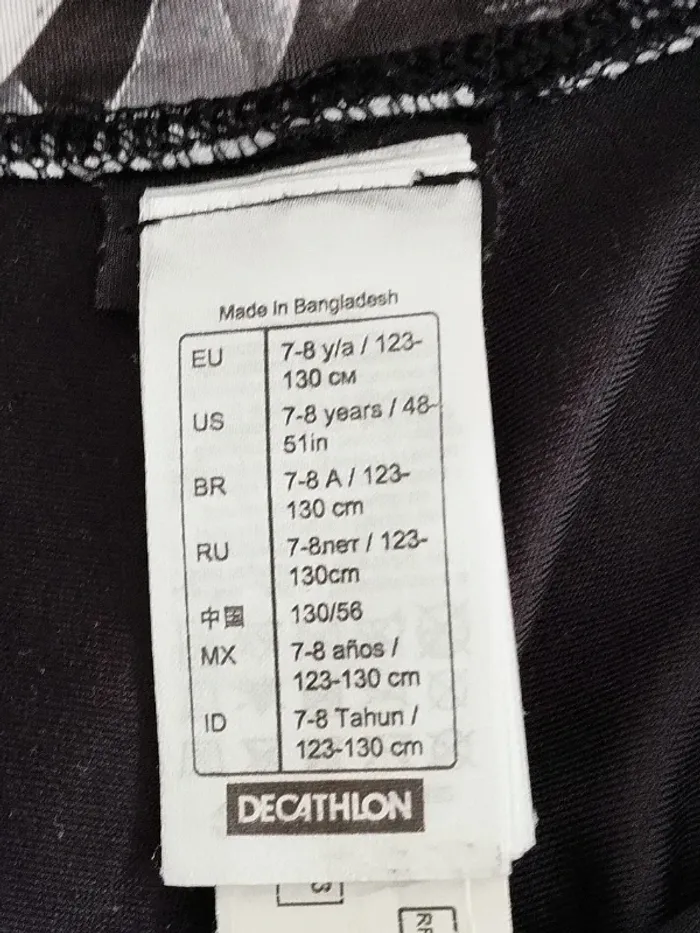 Made In Bangladesh
EU 7-8 y/a / 123-
130 см
US 7-8 years / 48-
51in
BR 7-8 A / 123-
130 cm
RU 7-8лет / 123-
130cm
中国 130/56
MX 7-8 años /
123-130 cm
ID 7-8 Tahun /
123-130 cm
DECATHLON